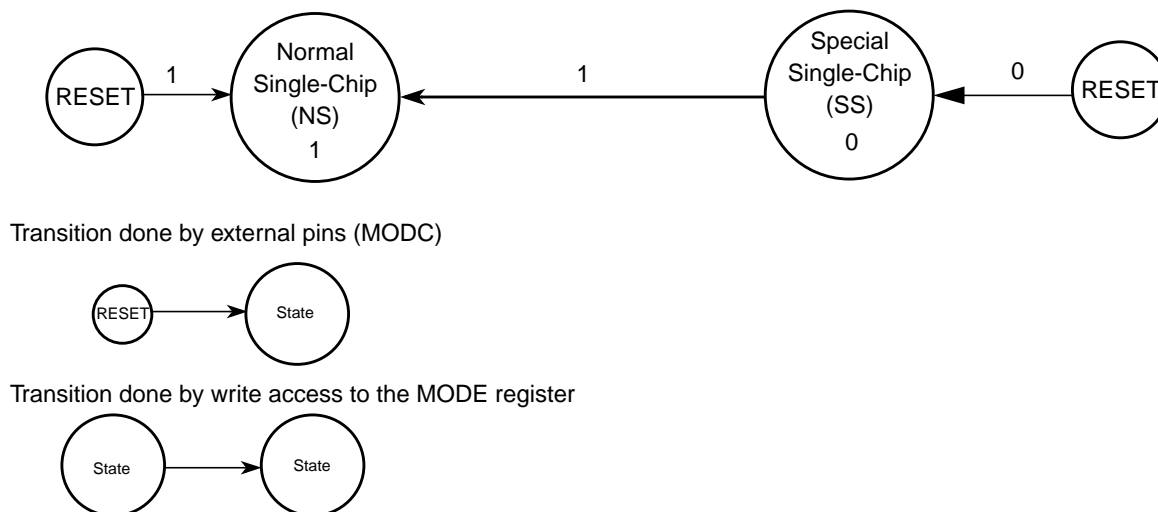 RESET
1
Normal
Single-Chip
(NS)
1
1
Special
Single-Chip
(SS)
0
0
RESET
Transition done by external pins (MODC)
RESET
State
Transition done by write access to the MODE register
State
State